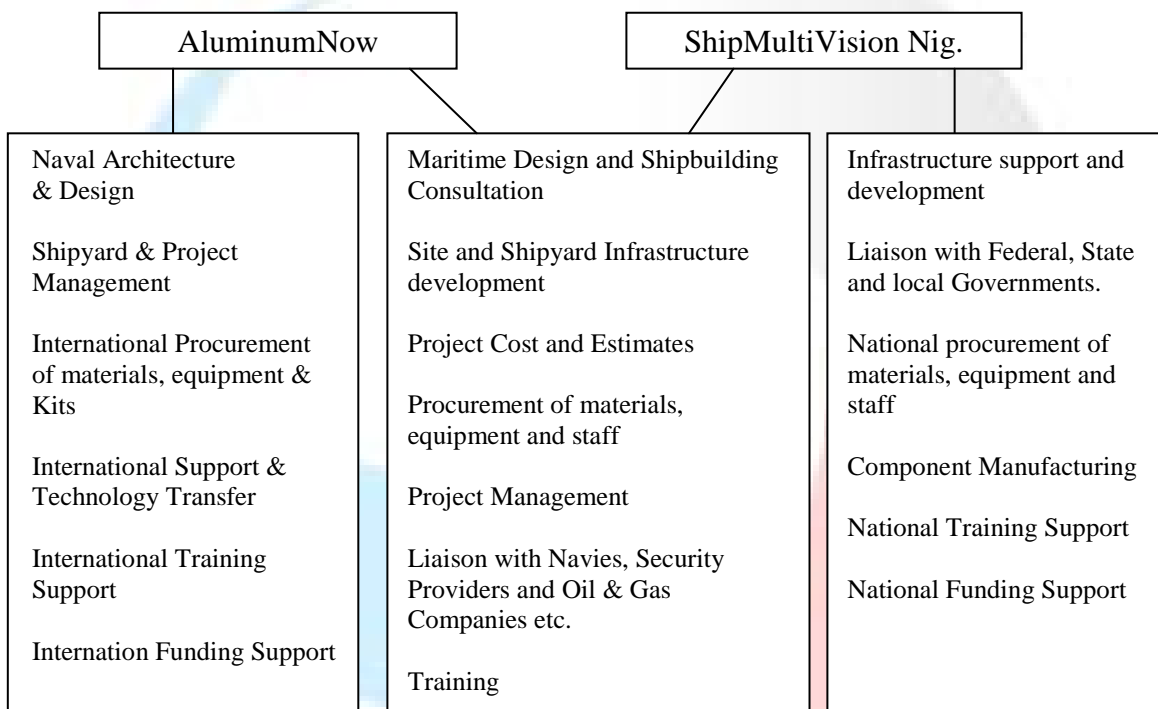 AluminumNow
ShipMultiVision Nig.
Naval Architecture
& Design
Shipyard & Project
Management
International Procurement
of materials, equipment &
Kits
International Support &
Technology Transfer
International Training
Support
Internation Funding Support
Maritime Design and Shipbuilding
Consultation
Site and Shipyard Infrastructure
development
Project Cost and Estimates
Procurement of materials,
equipment and staff
Project Management
Liaison with Navies, Security
Providers and Oil & Gas
Companies etc.
Training
Infrastructure support and
development
Liaison with Federal, State
and local Governments.
National procurement of
materials, equipment and
staff
Component Manufacturing
National Training Support
National Funding Support